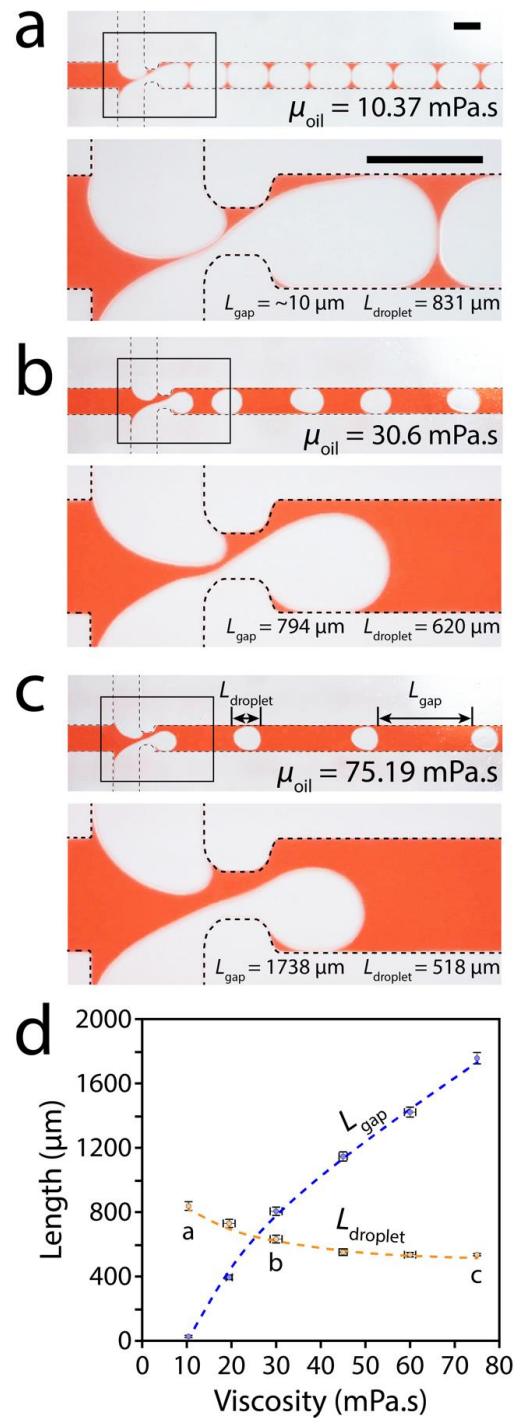 a
μoil = 10.37 mPa.s
Lgap = ~10 μm Ldroplet = 831 μm
b
μoil = 30.6 mPa.s
Lgap = 794 μm Ldroplet = 620 μm
c
Ldroplet
Lgap
μoil = 75.19 mPa.s
Lgap = 1738 μm Ldroplet = 518 μm
d
2000
1600
1200
800
400
0
Length (μm)
Lgap
Ldroplet
a
b
c
0 10 20 30 40 50 60 70 80
Viscosity (mPa.s)